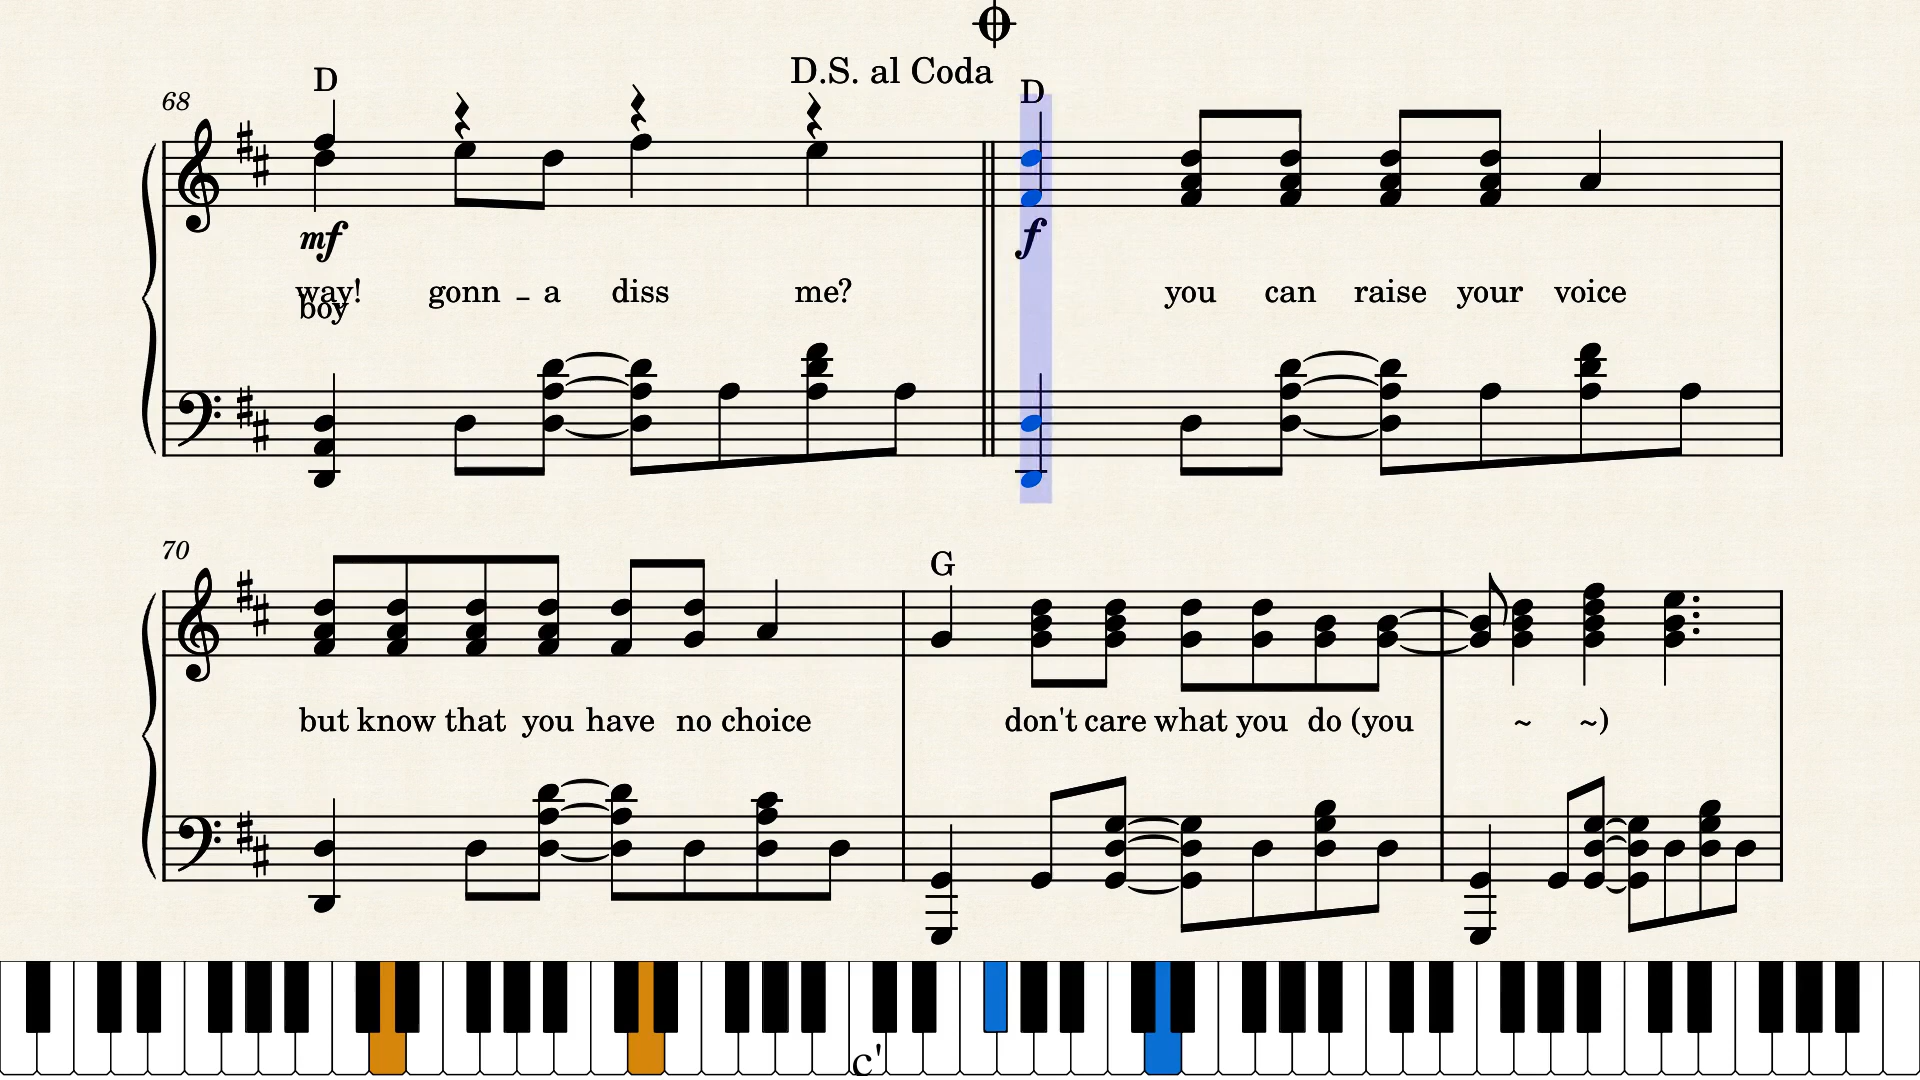 D.S. al Coda
D D
68
mf f
way! gonn - a diss me? you can raise your voice
boy
70
G
but know that you have no choice don't care what you do (you ~ ~)
c'